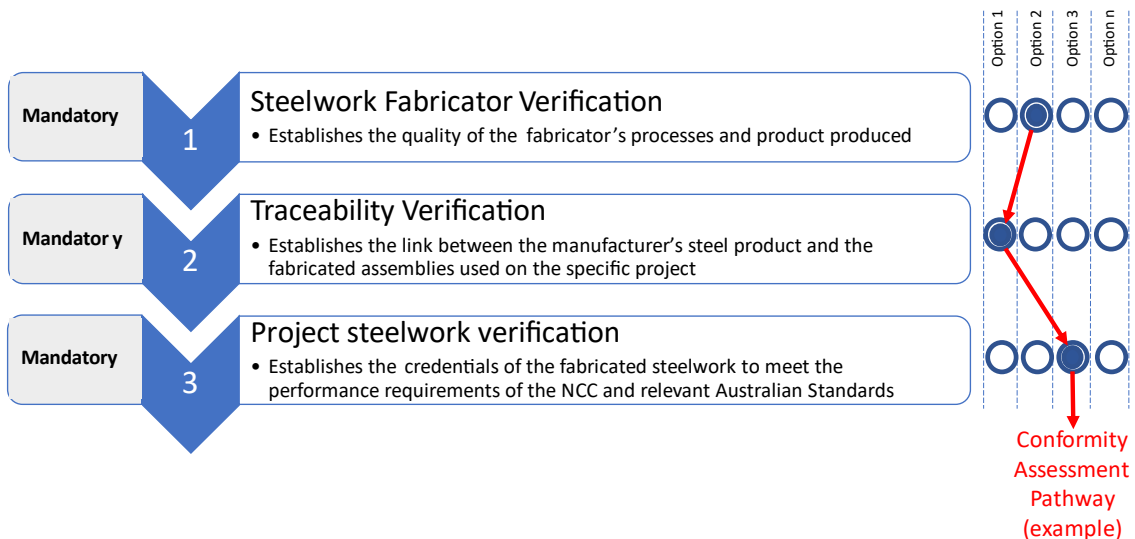 Option 1
Option 2
Option 3
Option n
Mandatory
1
Steelwork Fabricator Verification
• Establishes the quality of the fabricator's processes and product produced
Mandator y
2
Traceability Verification
• Establishes the link between the manufacturer's steel product and the
fabricated assemblies used on the specific project
Mandatory
3
Project steelwork verification
• Establishes the credentials of the fabricated steelwork to meet the
performance requirements of the NCC and relevant Australian Standards
Conformity
Assessment
Pathway
(example)